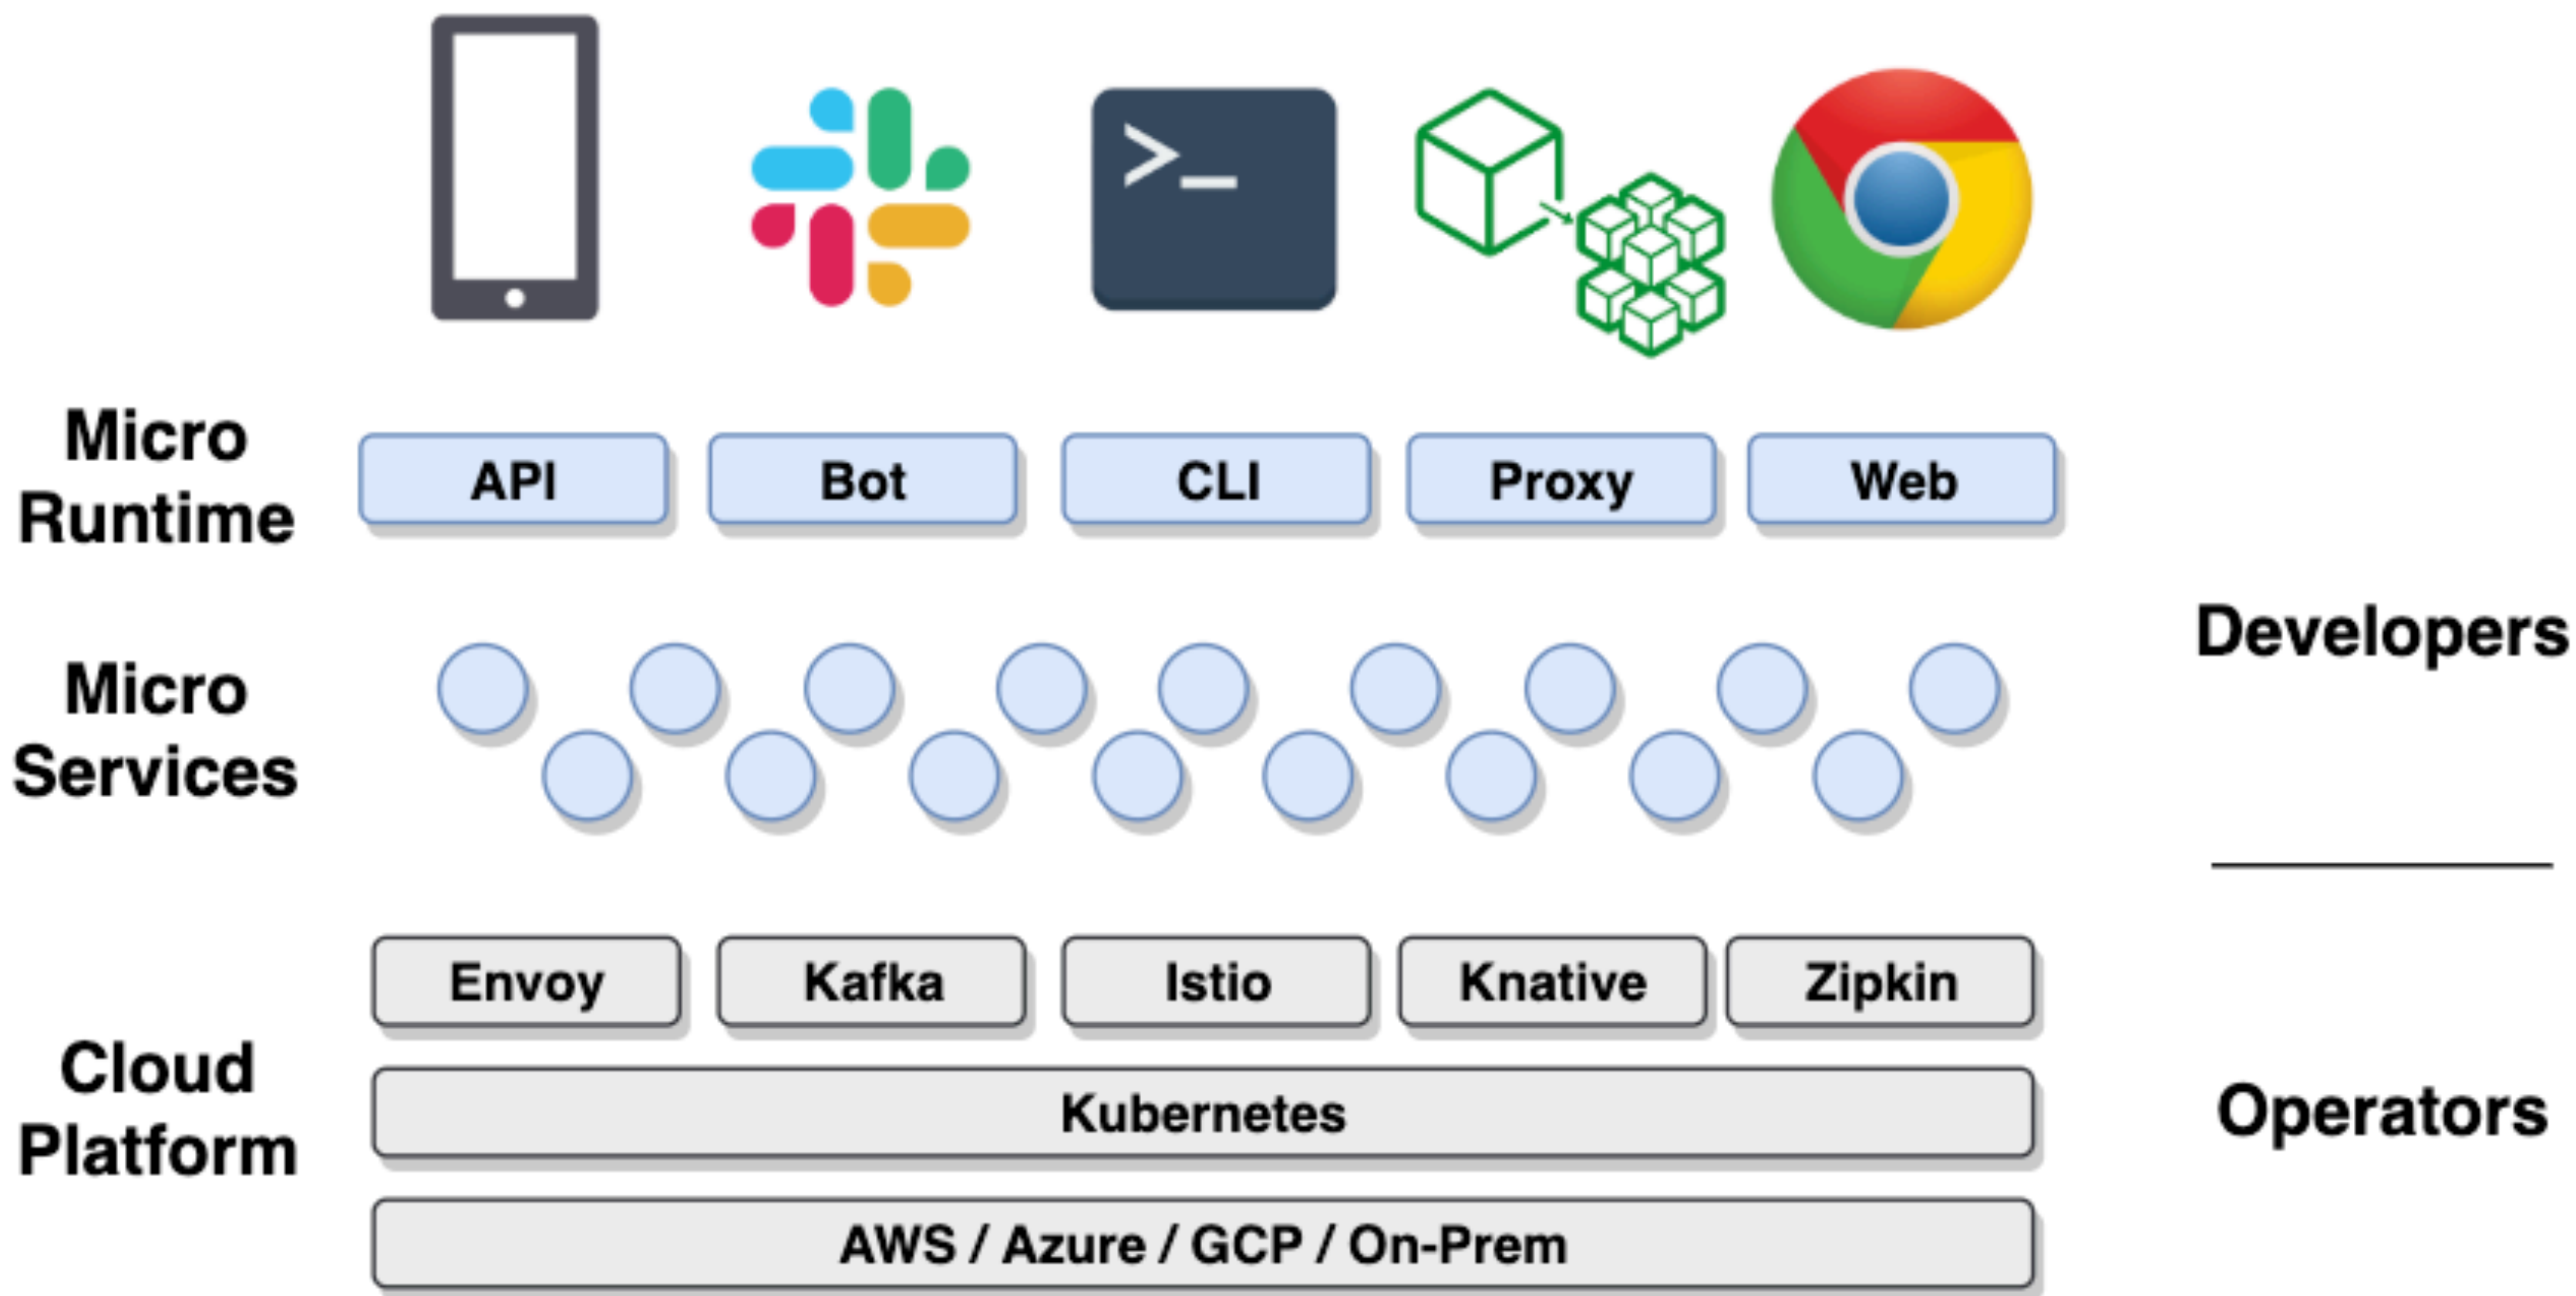 Micro
Runtime
API
Bot
CLI
Proxy
Web
Micro
Services
Developers
Cloud
Platform
Envoy
Kafka
Istio
Knative
Zipkin
Kubernetes
AWS / Azure / GCP / On-Prem
Operators